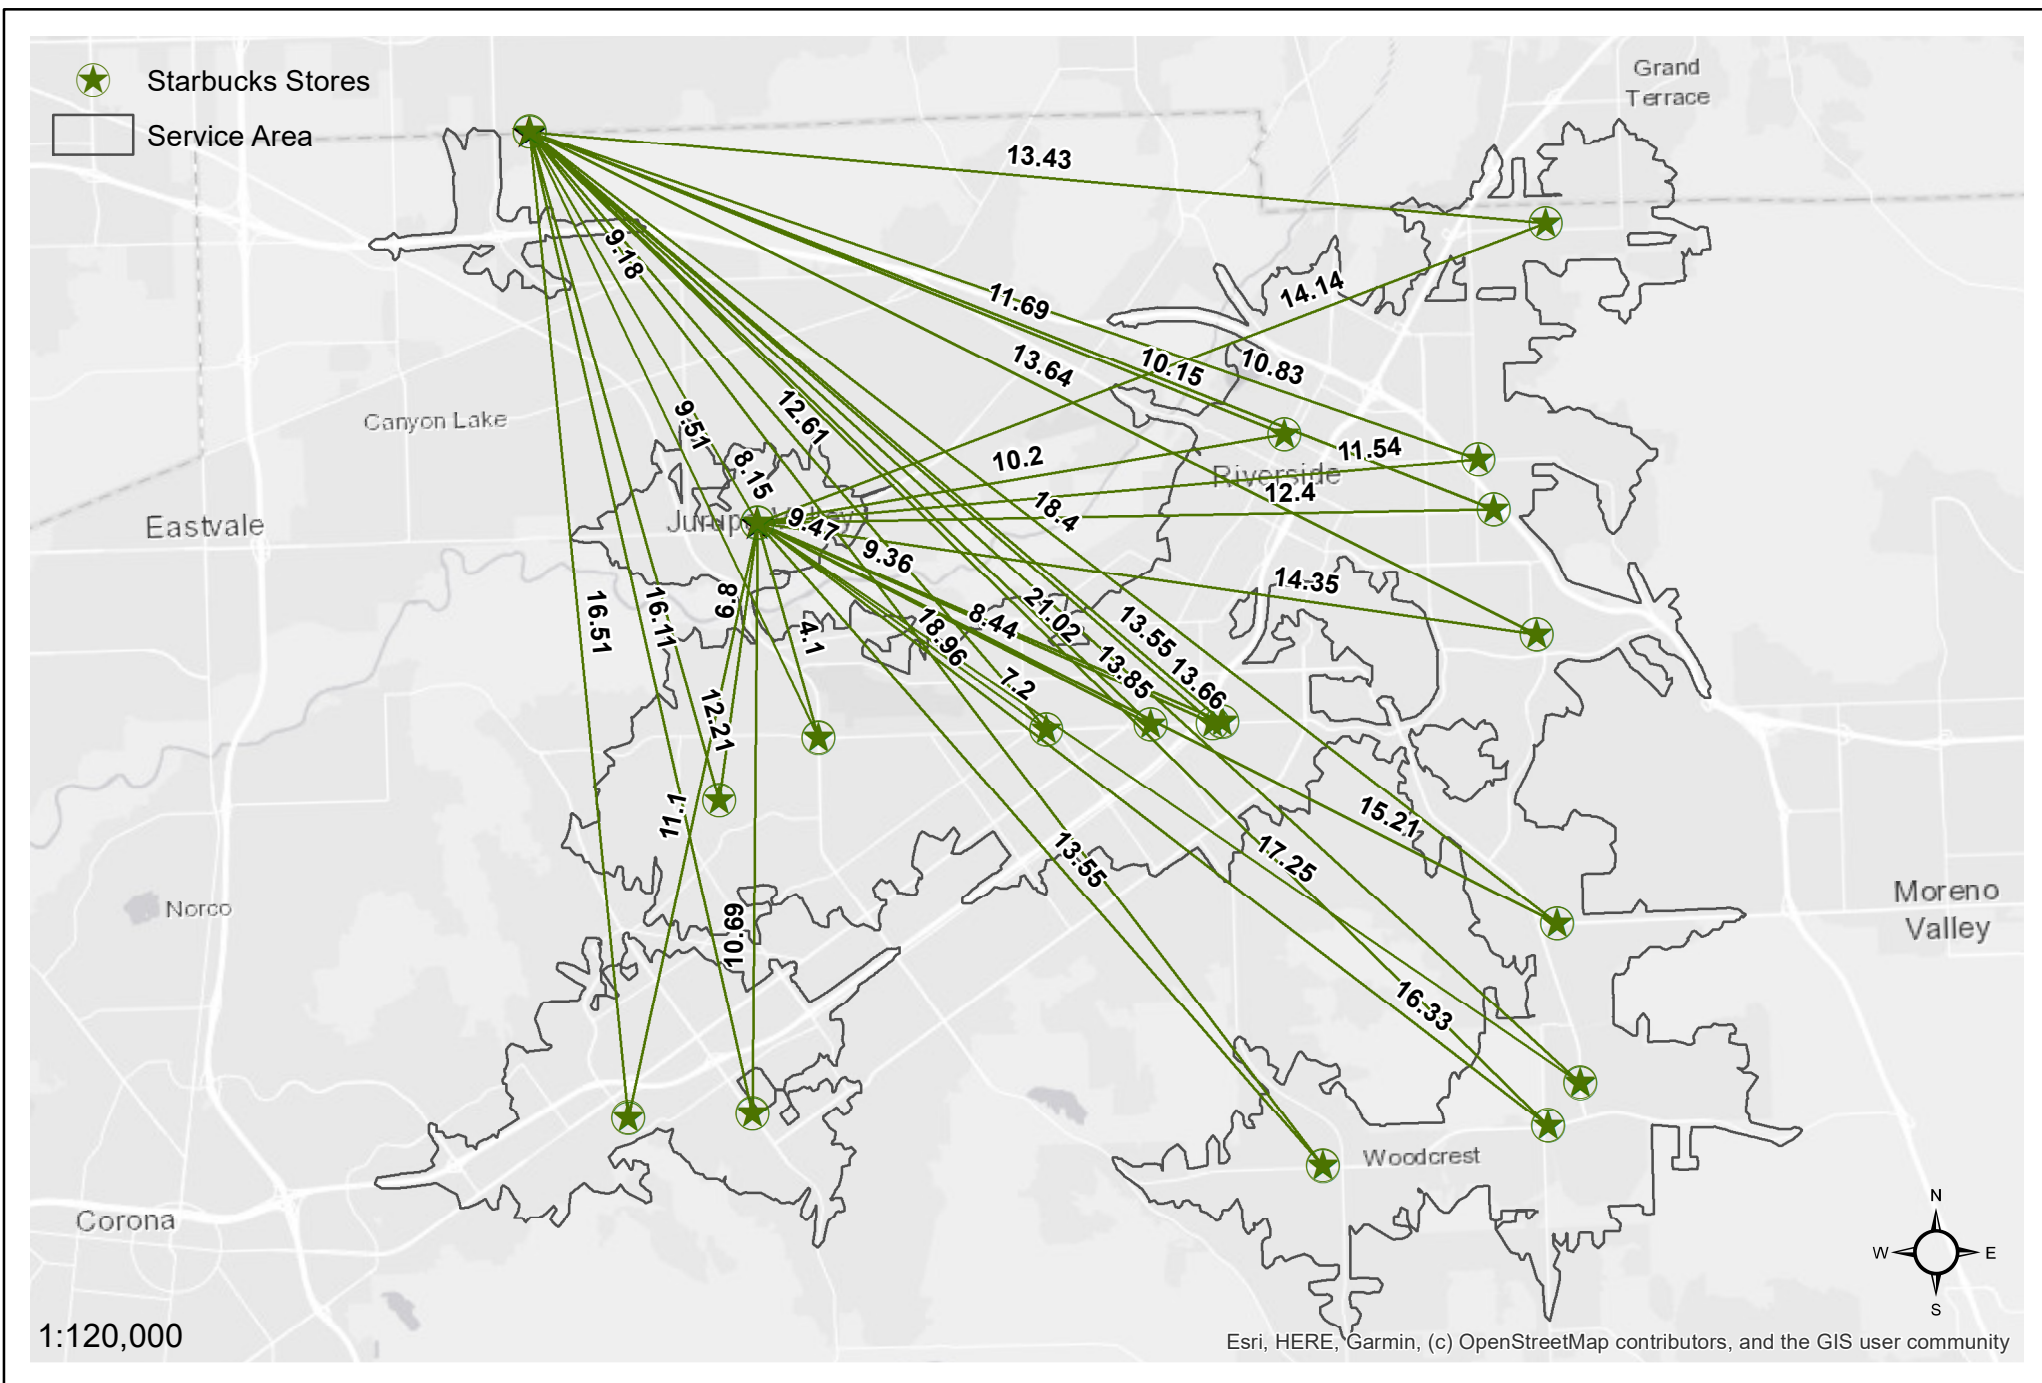 Starbucks Stores
Service Area
Grand
Terrace
13.43
9.18
14.14
11.69
13.64
10.15
10.83
12.61
Canyon Lake
9.51
8.15
10.2
11.54
Riverside
12.4
18.4
Eastvale
Jurupa Valley
9.47
9.36
14.35
16.51
16.11
6.8
4.1
18.96
8.44
21.02
13.55
13.85
13.66
7.2
12.21
11.1
15.21
13.55
17.25
Norco
10.69
Moreno
Valley
16.33
Woodcrest
Corona
N
W
E
S
1:120,000
Esri, HERE, Garmin, (c) OpenStreetMap contributors, and the GIS user community